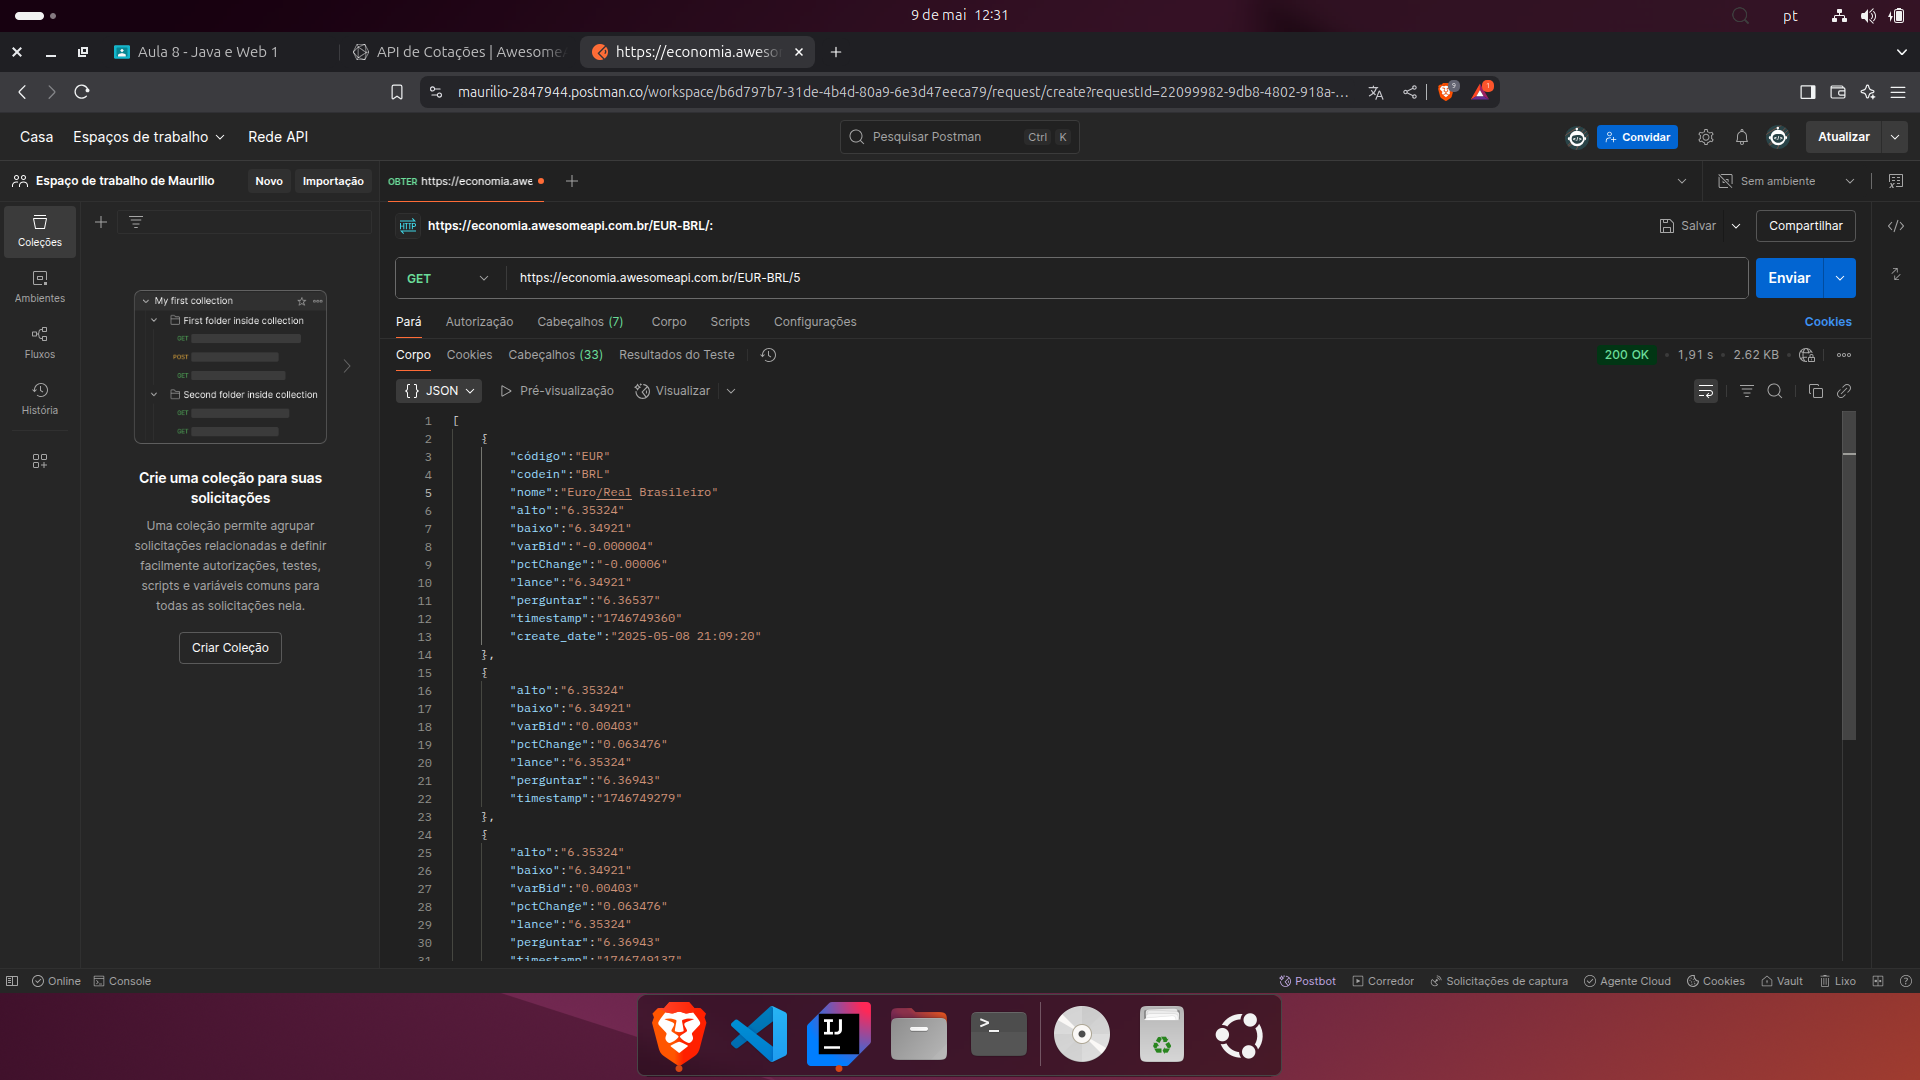 9 de mai 12:31
pt
Aula 8 - Java e Web 1
API de Cotações | Awesome
https://economia.aweso
maurilio-2847944.postman.co/workspace/b6d797b7-31de-4b4d-80a9-6e3d47eeca79/request/create?requestId=22099982-9db8-4802-918a-...
9
1
Casa
Espaços de trabalho
Rede API
Pesquisar Postman
Ctrl K
Convidar
Atualizar
Espaço de trabalho de Maurilio
Novo
Importação
OBTER https://economia.awe
Sem ambiente
Coleções
Ambientes
Fluxos
História
My first collection
First folder inside collection
GET
POST
GET
Second folder inside collection
GET
GET
Crie uma coleção para suas
solicitações
Uma coleção permite agrupar
solicitações relacionadas e definir
facilmente autorizações, testes,
scripts e variáveis comuns para
todas as solicitações nela.
Criar Coleção
HTTP
https://economia.awesomeapi.com.br/EUR-BRL/:
Salvar
Compartilhar
GET
https://economia.awesomeapi.com.br/EUR-BRL/5
Enviar
Pará
Autorização
Cabeçalhos (7)
Corpo
Scripts
Configurações
Cookies
Corpo
Cookies
Cabeçalhos (33)
Resultados do Teste
200 OK • 1,91 s • 2.62 KB
{} JSON
Pré-visualização
Visualizar
1 [
2 {
3 "código":"EUR"
4 "codein":"BRL"
5 "nome":"Euro/Real Brasileiro"
6 "alto":"6.35324"
7 "baixo":"6.34921"
8 "varBid":"-0.000004"
9 "pctChange":"-0.00006"
10 "lance":"6.34921"
11 "perguntar":"6.36537"
12 "timestamp":"1746749360"
13 "create_date":"2025-05-08 21:09:20"
14 },
15 {
16 "alto":"6.35324"
17 "baixo":"6.34921"
18 "varBid":"0.00403"
19 "pctChange":"0.063476"
20 "lance":"6.35324"
21 "perguntar":"6.36943"
22 "timestamp":"1746749279"
23 },
24 {
25 "alto":"6.35324"
26 "baixo":"6.34921"
27 "varBid":"0.00403"
28 "pctChange":"0.063476"
29 "lance":"6.35324"
30 "perguntar":"6.36943"
31 "timestamp":"1746749137"
Online
Console
Postbot
Corredor
Solicitações de captura
Agente Cloud
Cookies
Vault
Lixo
IJ
>_